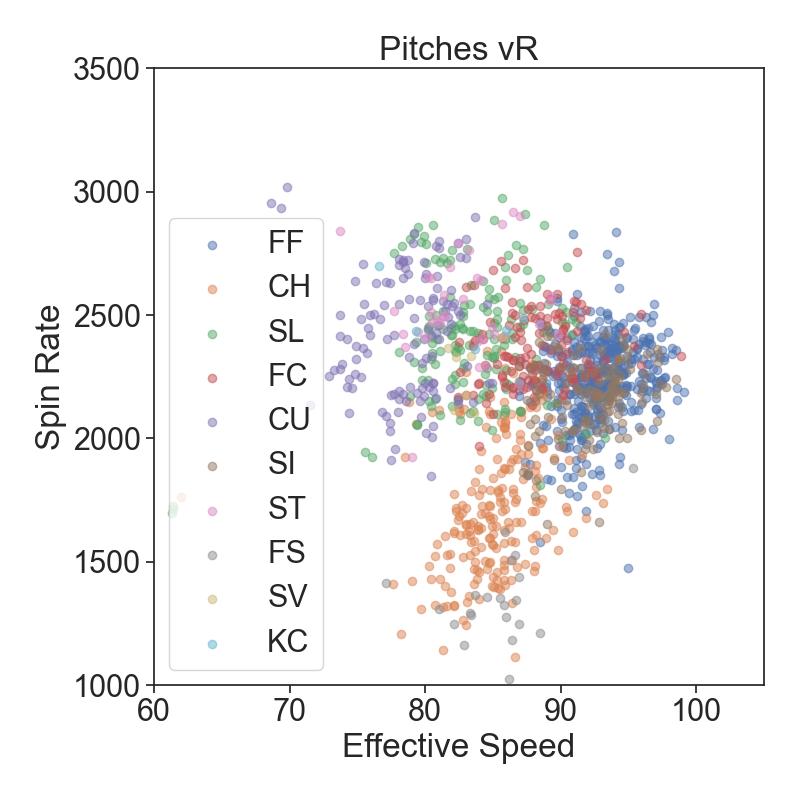 Pitches vR
3500
3000
2500
2000
1500
1000
Spin Rate
FF
CH
SL
FC
CU
SI
ST
FS
SV
KC
60 70 80 90 100
Effective Speed